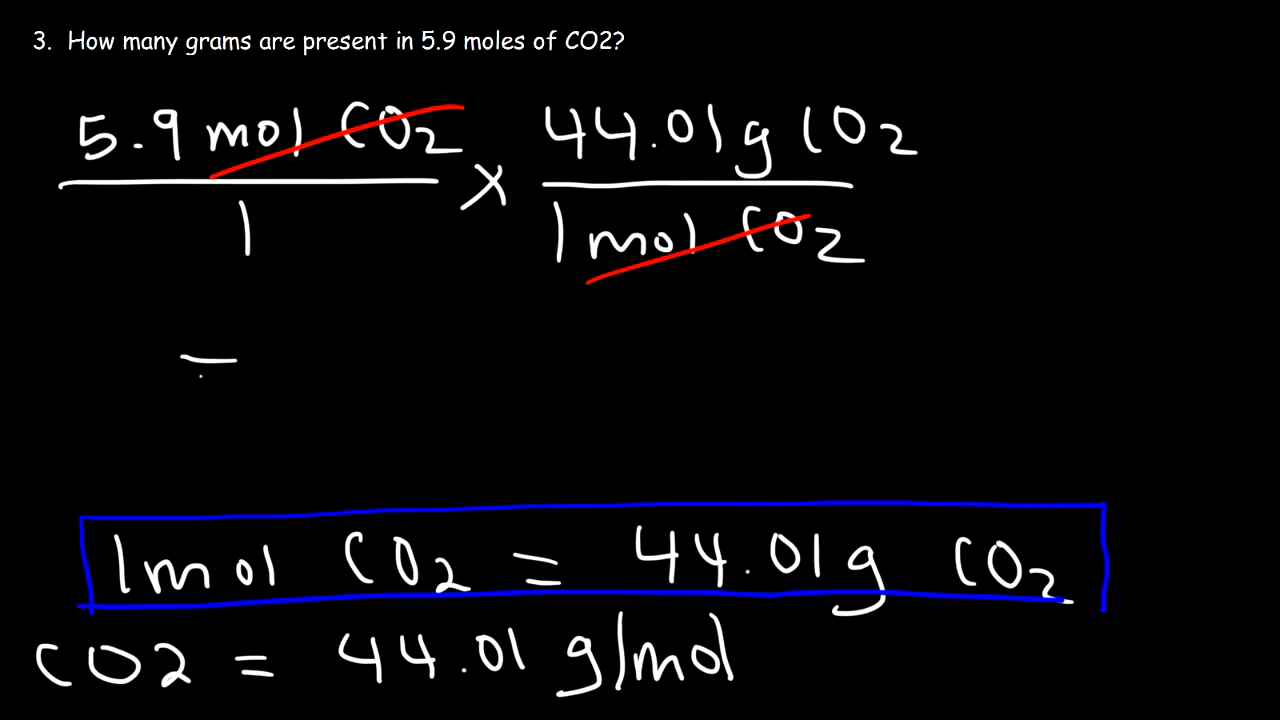 3. How many grams are present in 5.9 moles of CO2?
5.9 mol CO₂ × 44.01 g CO₂
1 1 mol CO₂
=
1 mol CO₂ = 44.01 g CO₂
CO2 = 44.01 g/mol